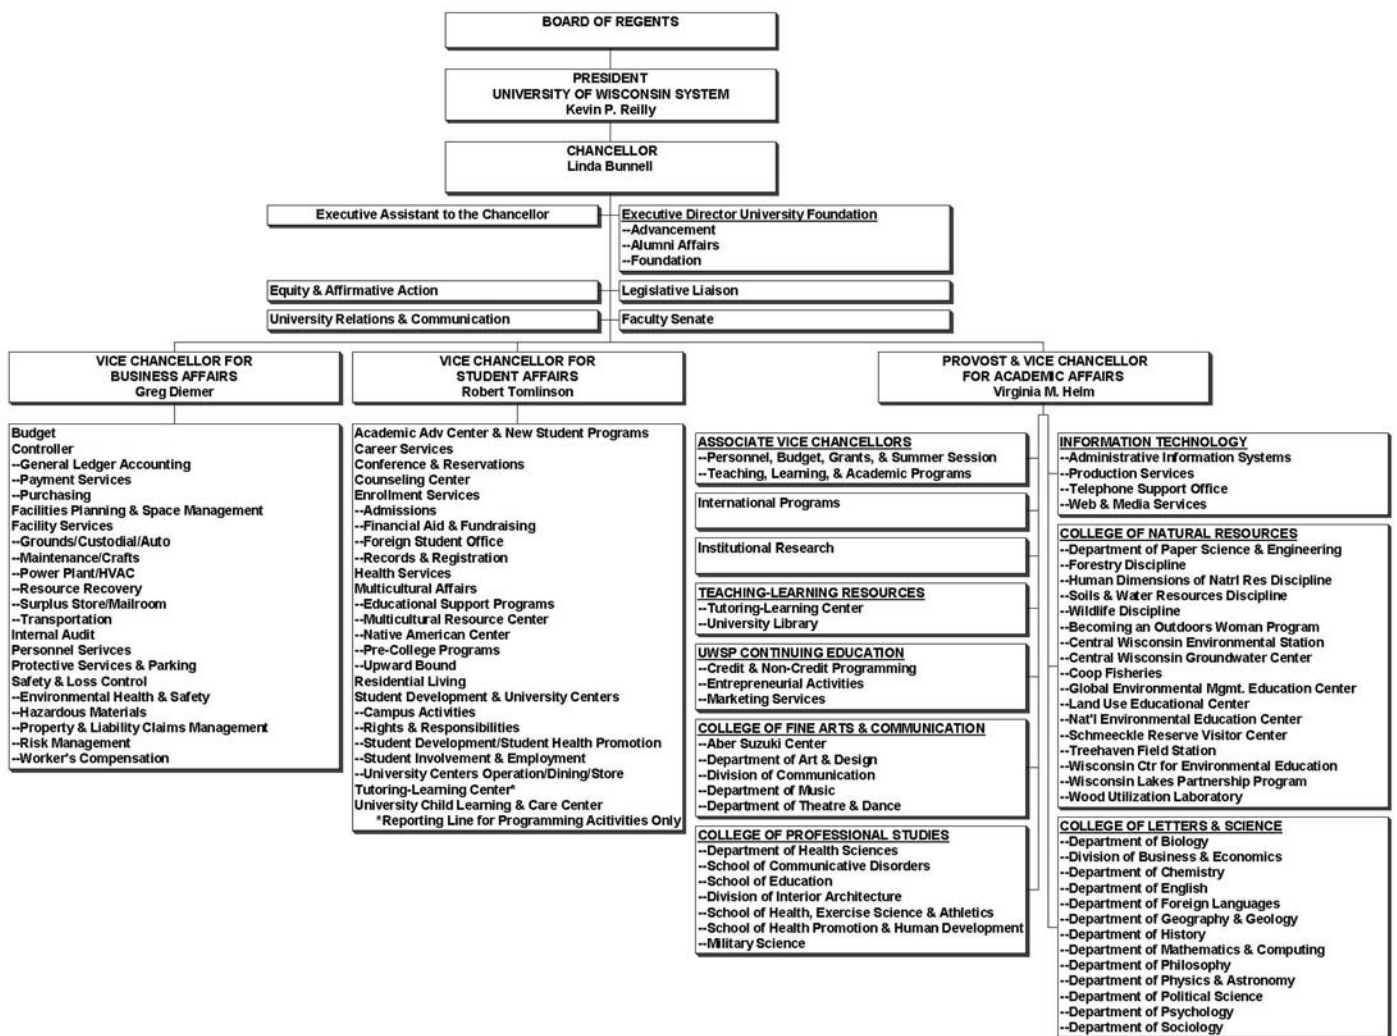 BOARD OF REGENTS
PRESIDENT
UNIVERSITY OF WISCONSIN SYSTEM
Kevin P. Reilly
CHANCELLOR
Linda Bunnell
Executive Assistant to the Chancellor
Executive Director University Foundation
--Advancement
--Alumni Affairs
--Foundation
Equity & Affirmative Action
Legislative Liaison
University Relations & Communication
Faculty Senate
VICE CHANCELLOR FOR
BUSINESS AFFAIRS
Greg Diemer
Budget
Controller
--General Ledger Accounting
--Payment Services
--Purchasing
Facilities Planning & Space Management
Facility Services
--Grounds/Custodial/Auto
--Maintenance/Crafts
--Power Plant/HVAC
--Resource Recovery
--Surplus Store/Mailroom
--Transportation
Internal Audit
Personnel Serivces
Protective Services & Parking
Safety & Loss Control
--Environmental Health & Safety
--Hazardous Materials
--Property & Liability Claims Management
--Risk Management
--Worker's Compensation
VICE CHANCELLOR FOR
STUDENT AFFAIRS
Robert Tomlinson
Academic Adv Center & New Student Programs
Career Services
Conference & Reservations
Counseling Center
Enrollment Services
--Admissions
--Financial Aid & Fundraising
--Foreign Student Office
--Records & Registration
Health Services
Multicultural Affairs
--Educational Support Programs
--Multicultural Resource Center
--Native American Center
--Pre-College Programs
--Upward Bound
Residential Living
Student Development & University Centers
--Campus Activities
--Rights & Responsibilities
--Student Development/Student Health Promotion
--Student Involvement & Employment
--University Centers Operation/Dining/Store
Tutoring-Learning Center*
University Child Learning & Care Center
*Reporting Line for Programming Acitivities Only
PROVOST & VICE CHANCELLOR
FOR ACADEMIC AFFAIRS
Virginia M. Helm
ASSOCIATE VICE CHANCELLORS
--Personnel, Budget, Grants, & Summer Session
--Teaching, Learning, & Academic Programs
International Programs
Institutional Research
TEACHING-LEARNING RESOURCES
--Tutoring-Learning Center
--University Library
UWSP CONTINUING EDUCATION
--Credit & Non-Credit Programming
--Entrepreneurial Activities
--Marketing Services
COLLEGE OF FINE ARTS & COMMUNICATION
--Aber Suzuki Center
--Department of Art & Design
--Division of Communication
--Department of Music
--Department of Theatre & Dance
COLLEGE OF PROFESSIONAL STUDIES
--Department of Health Sciences
--School of Communicative Disorders
--School of Education
--Division of Interior Architecture
--School of Health, Exercise Science & Athletics
--School of Health Promotion & Human Development
--Military Science
INFORMATION TECHNOLOGY
--Administrative Information Systems
--Production Services
--Telephone Support Office
--Web & Media Services
COLLEGE OF NATURAL RESOURCES
--Department of Paper Science & Engineering
--Forestry Discipline
--Human Dimensions of Natrl Res Discipline
--Soils & Water Resources Discipline
--Wildlife Discipline
--Becoming an Outdoors Woman Program
--Central Wisconsin Environmental Station
--Central Wisconsin Groundwater Center
--Coop Fisheries
--Global Environmental Mgmt. Education Center
--Land Use Educational Center
--Nat'l Environmental Education Center
--Schmeeckle Reserve Visitor Center
--Treehaven Field Station
--Wisconsin Ctr for Environmental Education
--Wisconsin Lakes Partnership Program
--Wood Utilization Laboratory
COLLEGE OF LETTERS & SCIENCE
--Department of Biology
--Division of Business & Economics
--Department of Chemistry
--Department of English
--Department of Foreign Languages
--Department of Geography & Geology
--Department of History
--Department of Mathematics & Computing
--Department of Philosophy
--Department of Physics & Astronomy
--Department of Political Science
--Department of Psychology
--Department of Sociology